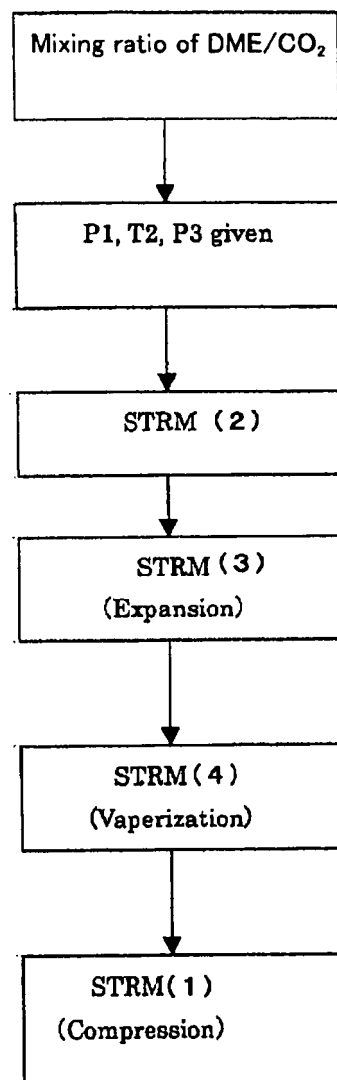 Mixing ratio of DME/CO₂
P1, T2, P3 given
STRM (2)
STRM(3)
(Expansion)
STRM(4)
(Vaperization)
STRM(1)
(Compression)